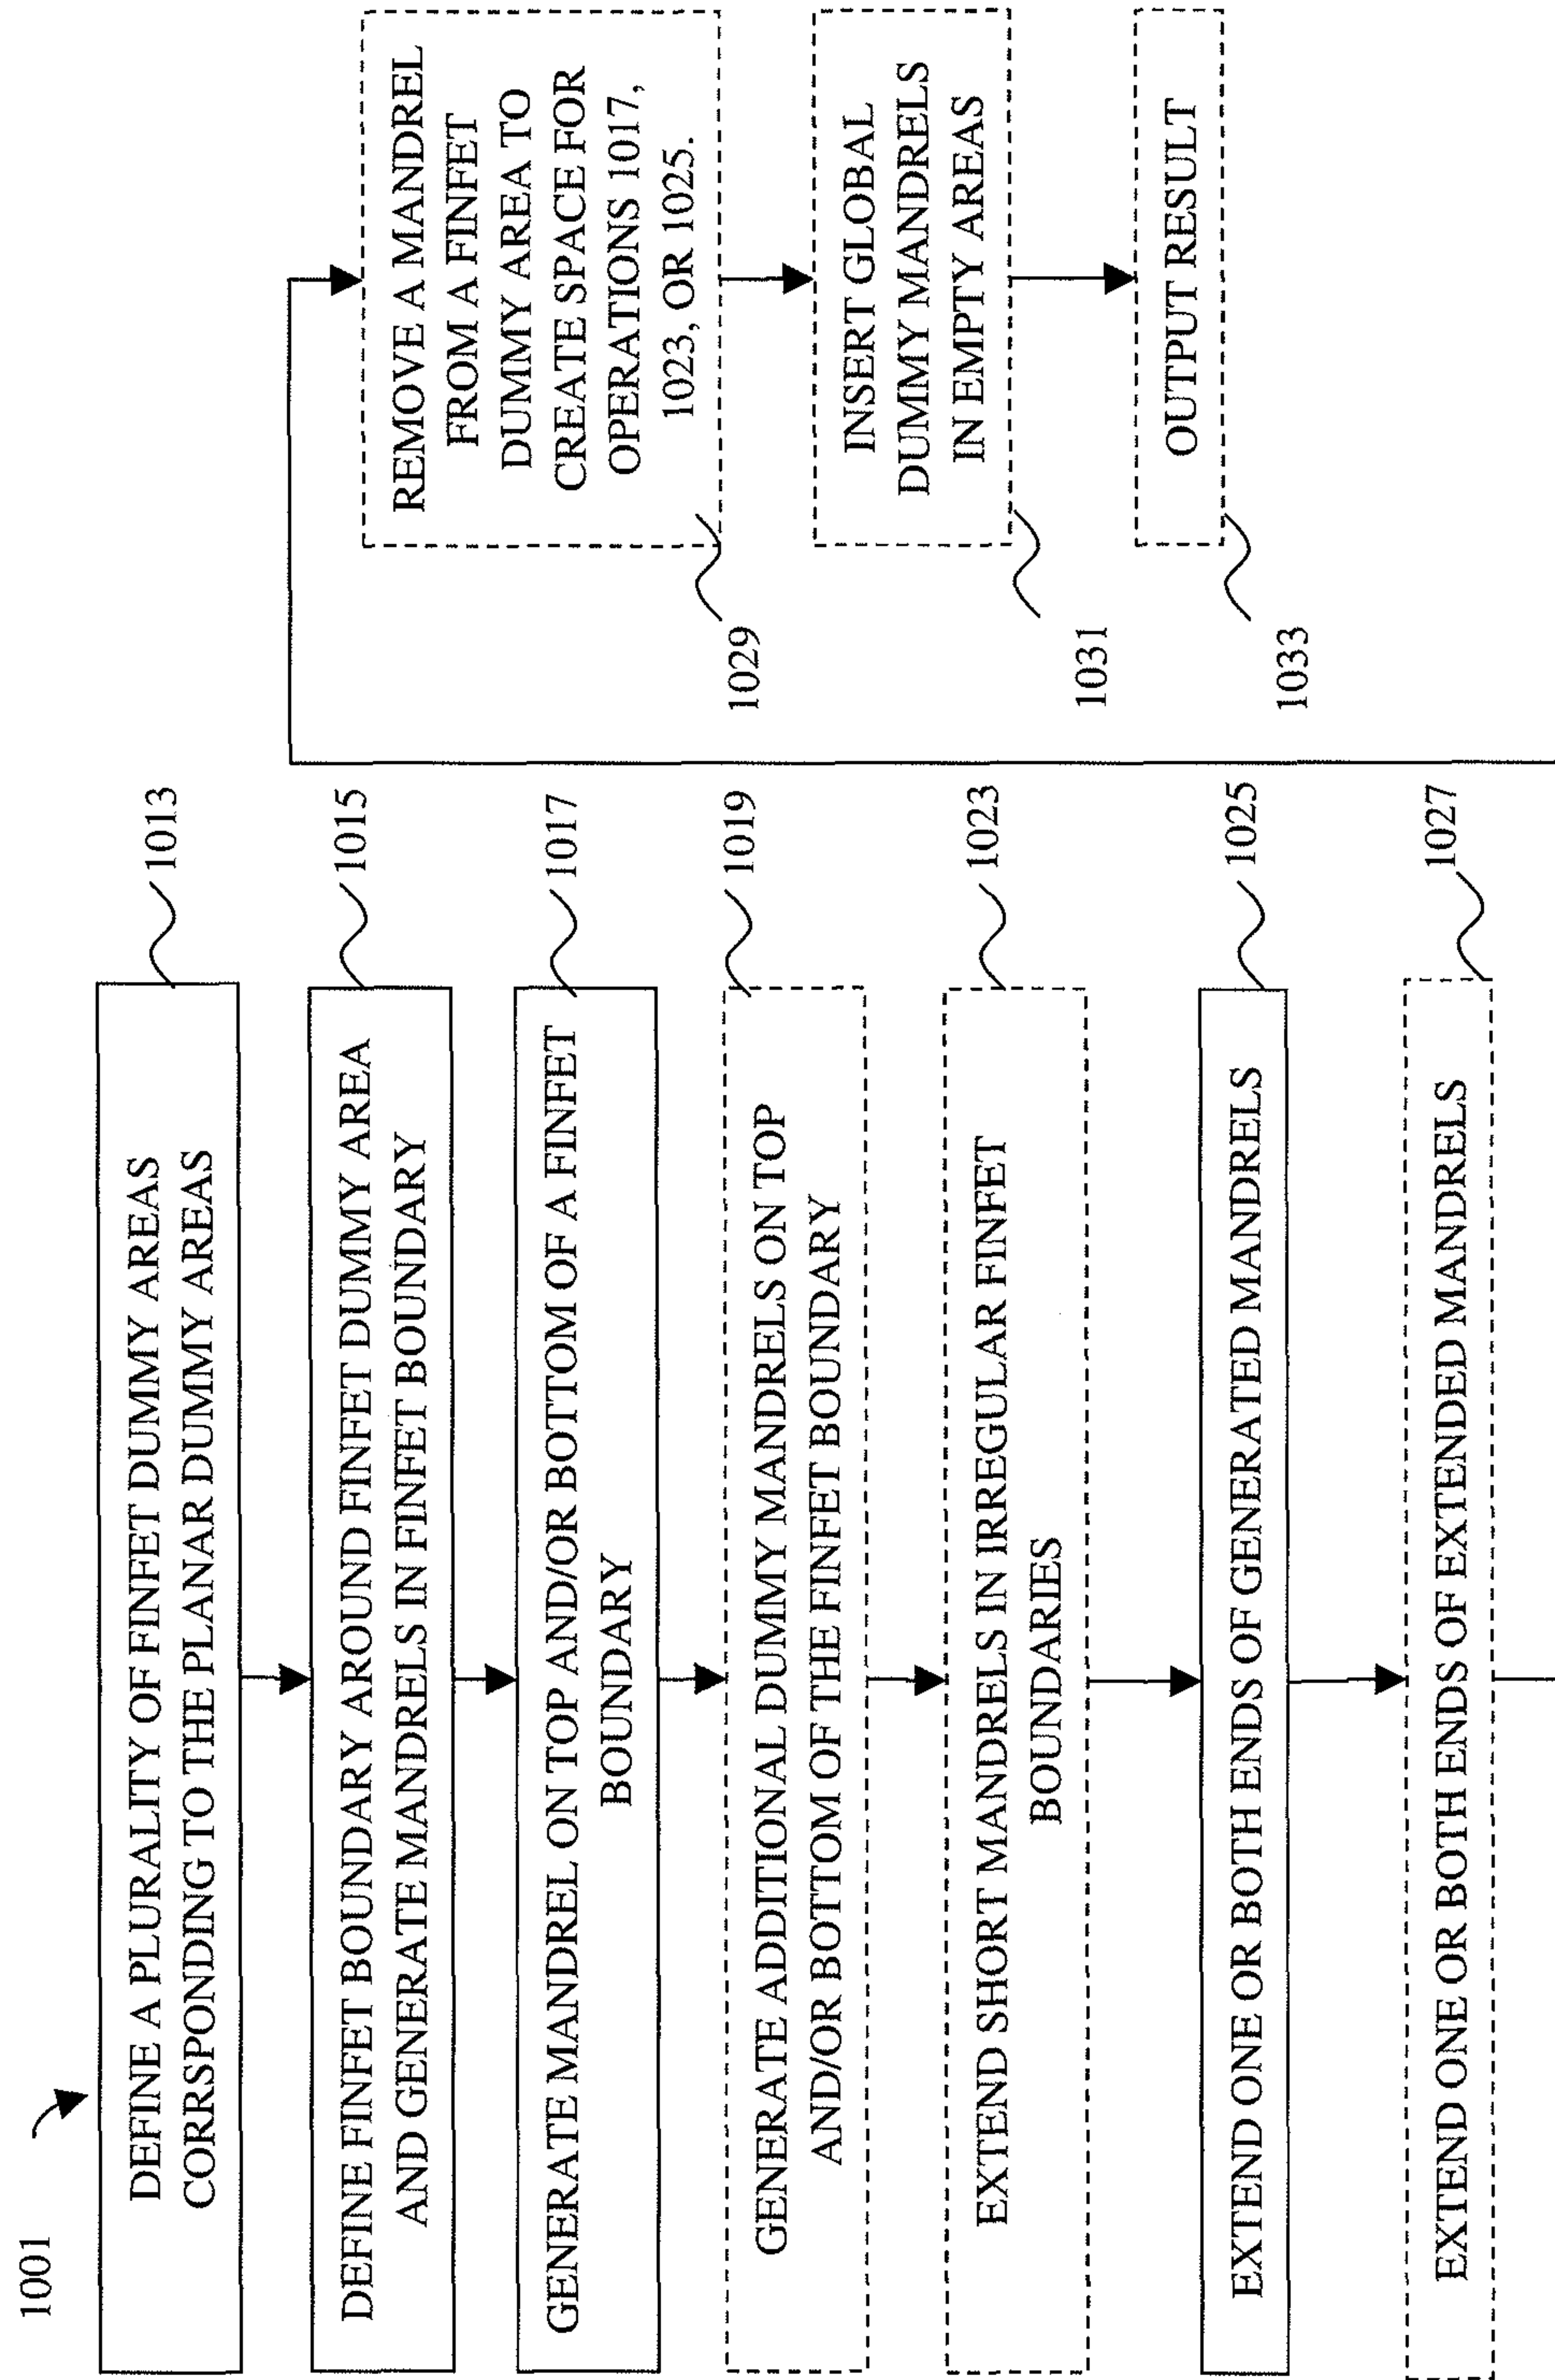 1001
DEFINE A PLURALITY OF FINFET DUMMY AREAS
CORRSPONDING TO THE PLANAR DUMMY AREAS
1013
DEFINE FINFET BOUNDARY AROUND FINFET DUMMY AREA
AND GENERATE MANDRELS IN FINFET BOUNDARY
1015
GENERATE MANDREL ON TOP AND/OR BOTTOM OF A FINFET
BOUNDARY
1017
GENERATE ADDITIONAL DUMMY MANDRELS ON TOP
AND/OR BOTTOM OF THE FINFET BOUNDARY
1019
EXTEND SHORT MANDRELS IN IRREGULAR FINFET
BOUNDARIES
1023
EXTEND ONE OR BOTH ENDS OF GENERATED MANDRELS
1025
EXTEND ONE OR BOTH ENDS OF EXTENDED MANDRELS
1027
REMOVE A MANDREL
FROM A FINFET
DUMMY AREA TO
CREATE SPACE FOR
OPERATIONS 1017,
1023, OR 1025.
1029
INSERT GLOBAL
DUMMY MANDRELS
IN EMPTY AREAS
1031
OUTPUT RESULT
1033